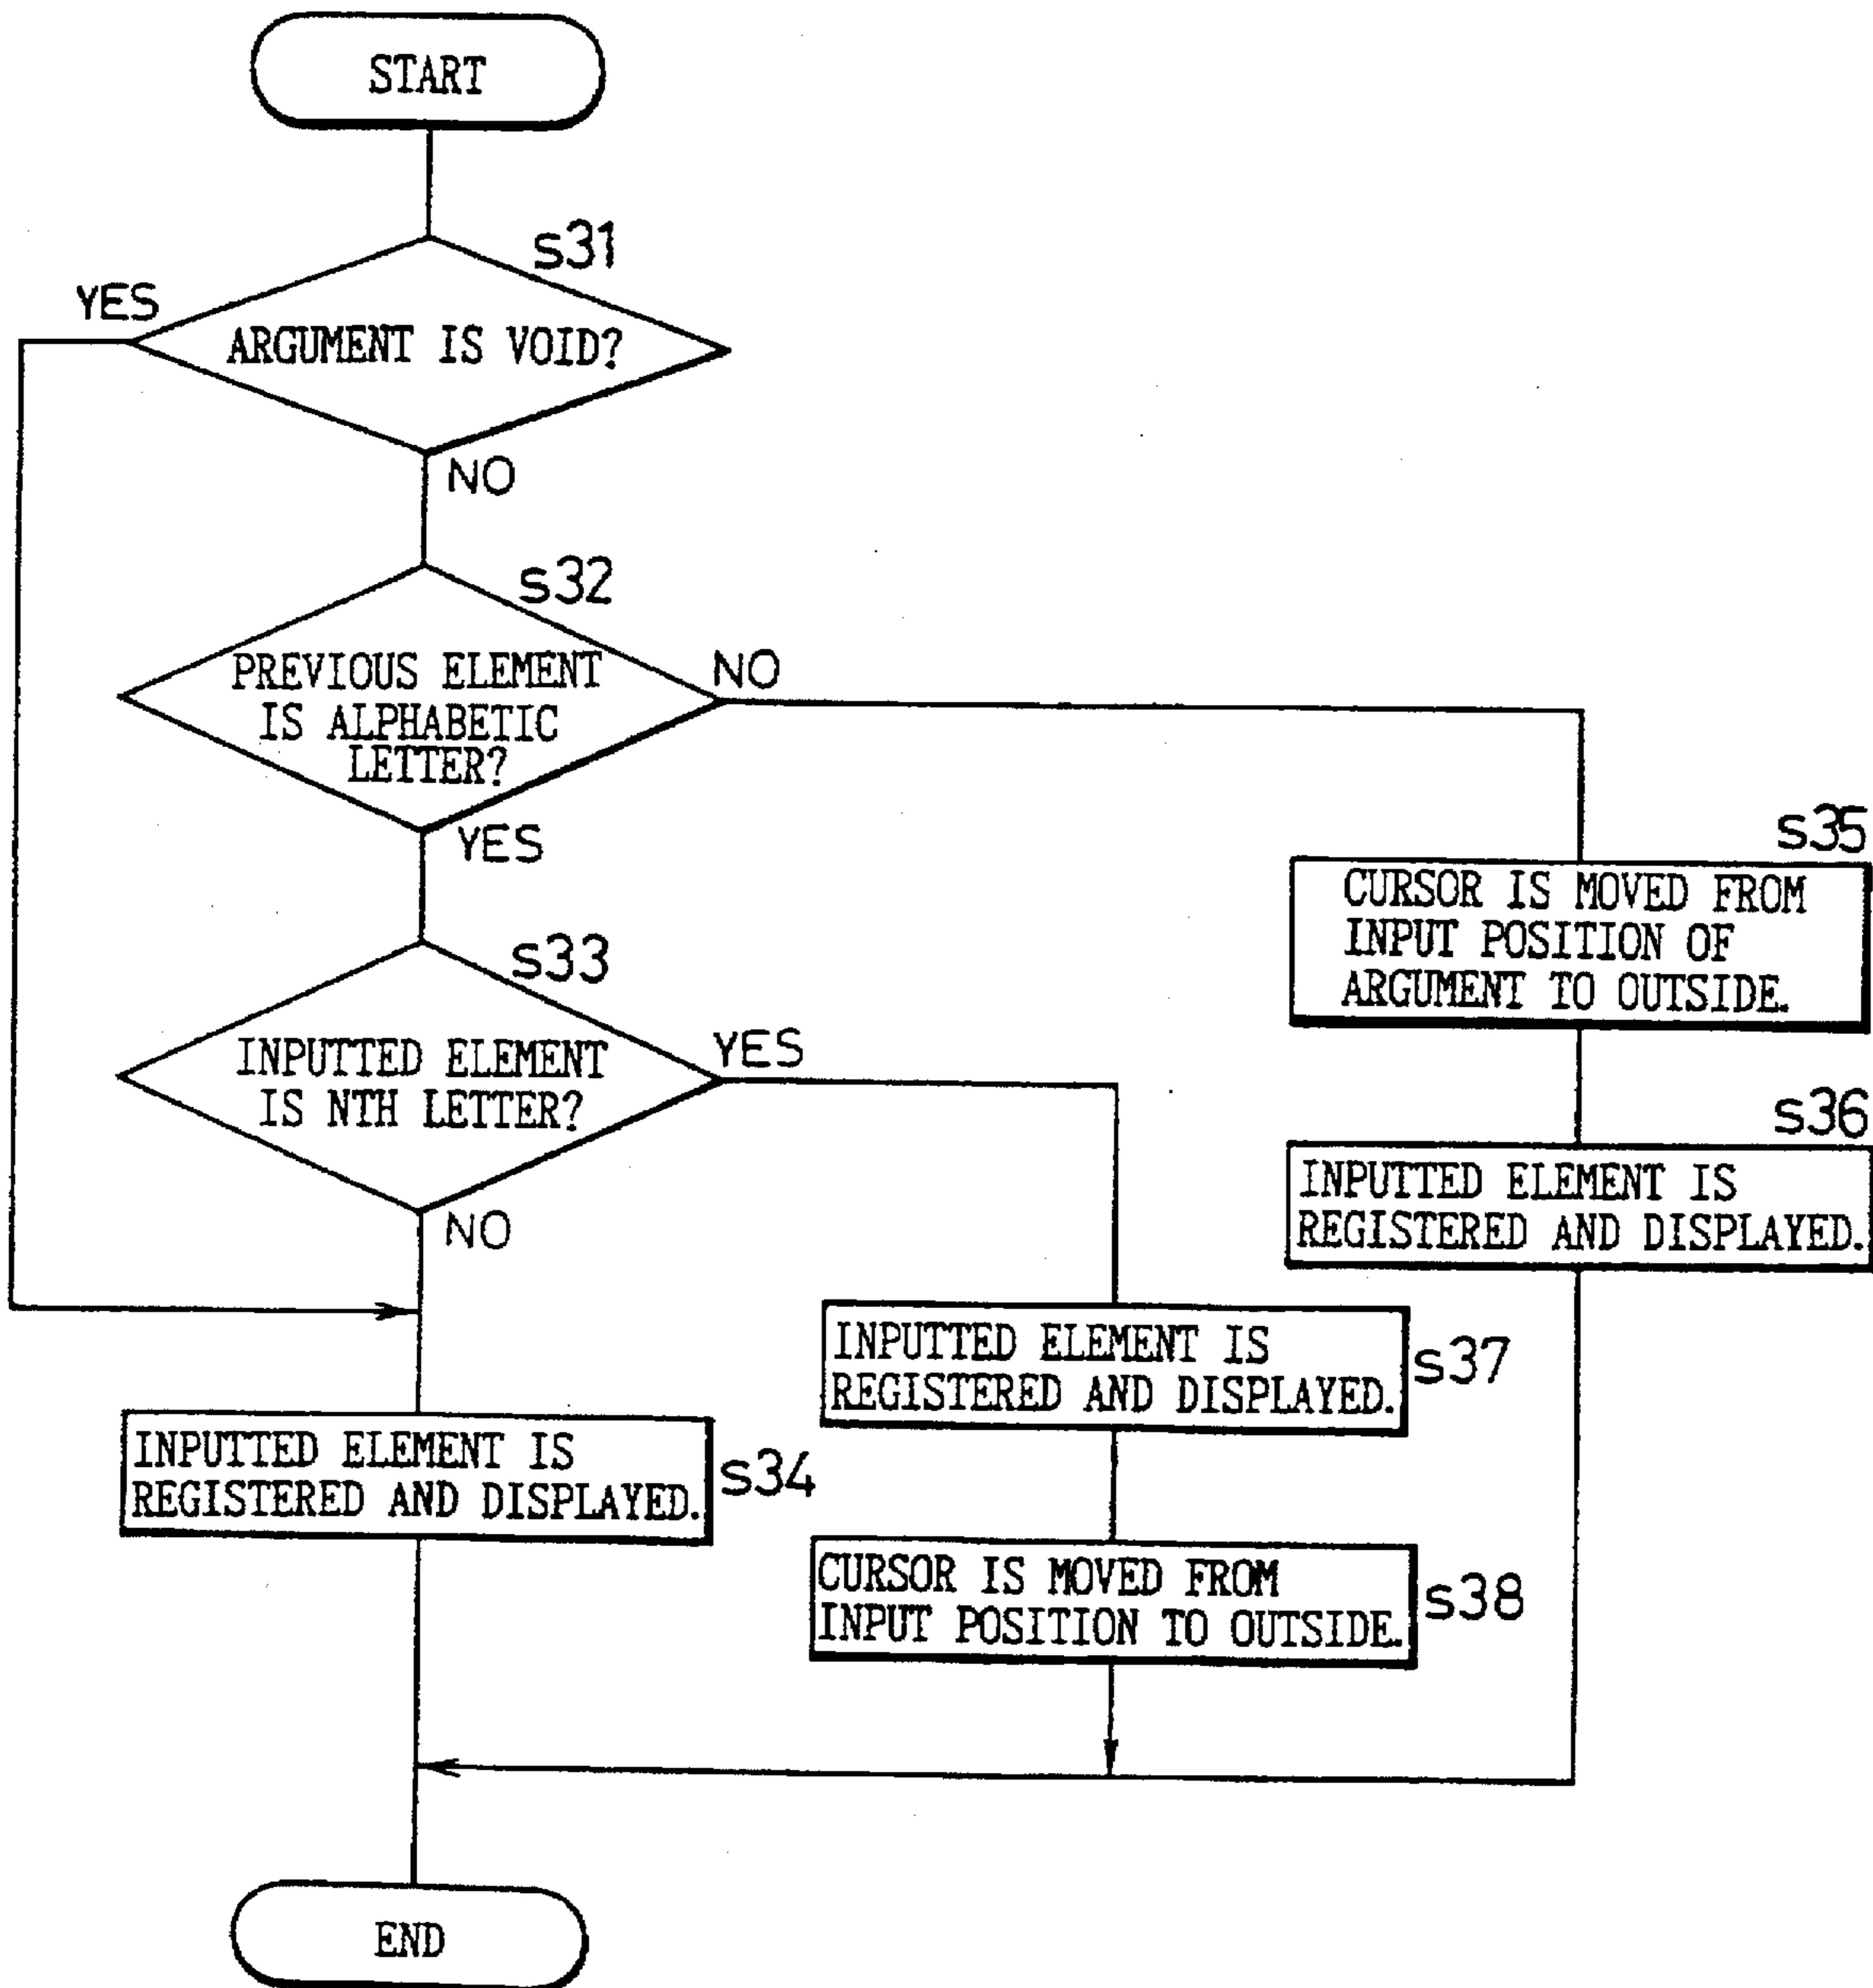 START
s31
YES
ARGUMENT IS VOID?
NO
s32
PREVIOUS ELEMENT
IS ALPHABETIC
LETTER?
NO
YES
s33
INPUTTED ELEMENT
IS NTH LETTER?
YES
NO
s35
CURSOR IS MOVED FROM
INPUT POSITION OF
ARGUMENT TO OUTSIDE.
s36
INPUTTED ELEMENT IS
REGISTERED AND DISPLAYED.
INPUTTED ELEMENT IS
REGISTERED AND DISPLAYED.
s37
INPUTTED ELEMENT IS
REGISTERED AND DISPLAYED.
s34
CURSOR IS MOVED FROM
INPUT POSITION TO OUTSIDE.
s38
END